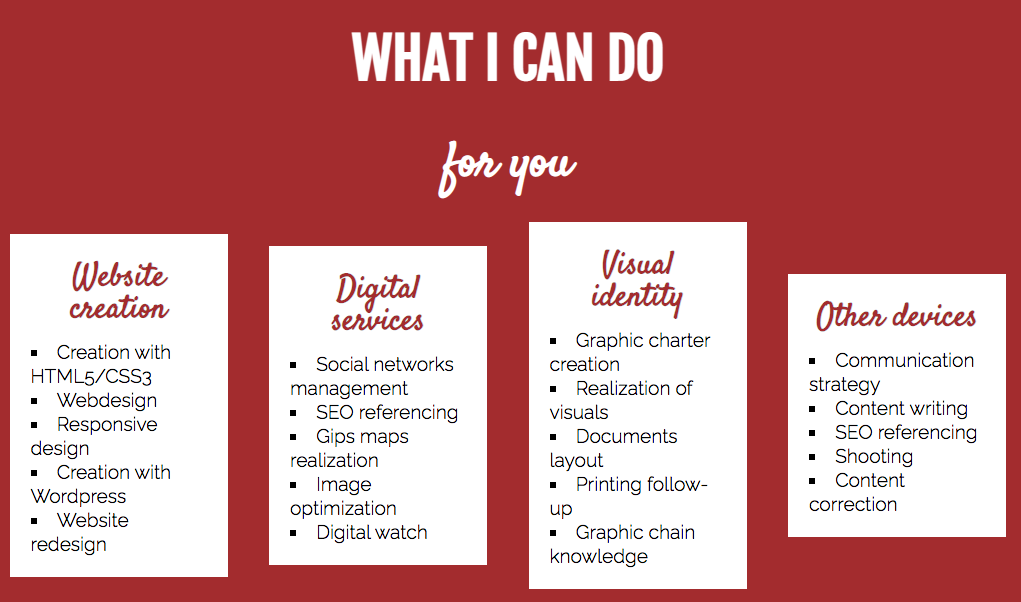 WHAT I CAN DO
for you
Website
creation
▪ Creation with
HTML5/CSS3
▪ Webdesign
▪ Responsive
design
▪ Creation with
Wordpress
▪ Website
redesign
Digital
services
▪ Social networks
management
▪ SEO referencing
▪ Gips maps
realization
▪ Image
optimization
▪ Digital watch
Visual
identity
▪ Graphic charter
creation
▪ Realization of
visuals
▪ Documents
layout
▪ Printing follow-
up
▪ Graphic chain
knowledge
Other devices
▪ Communication
strategy
▪ Content writing
▪ SEO referencing
▪ Shooting
▪ Content
correction